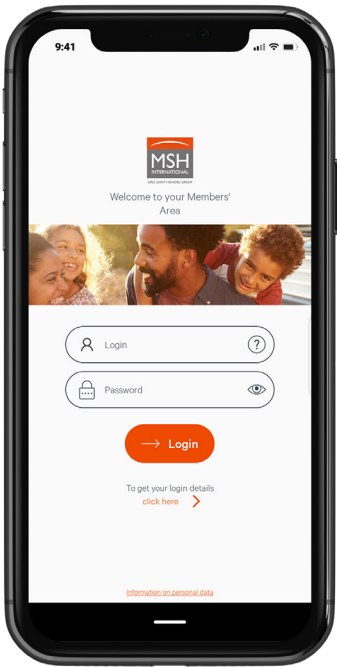 9:41
MSH
INTERNATIONAL
Welcome to your Members'
Area
Login
?
Password
Login
To get your login details
click here
Information on personal data